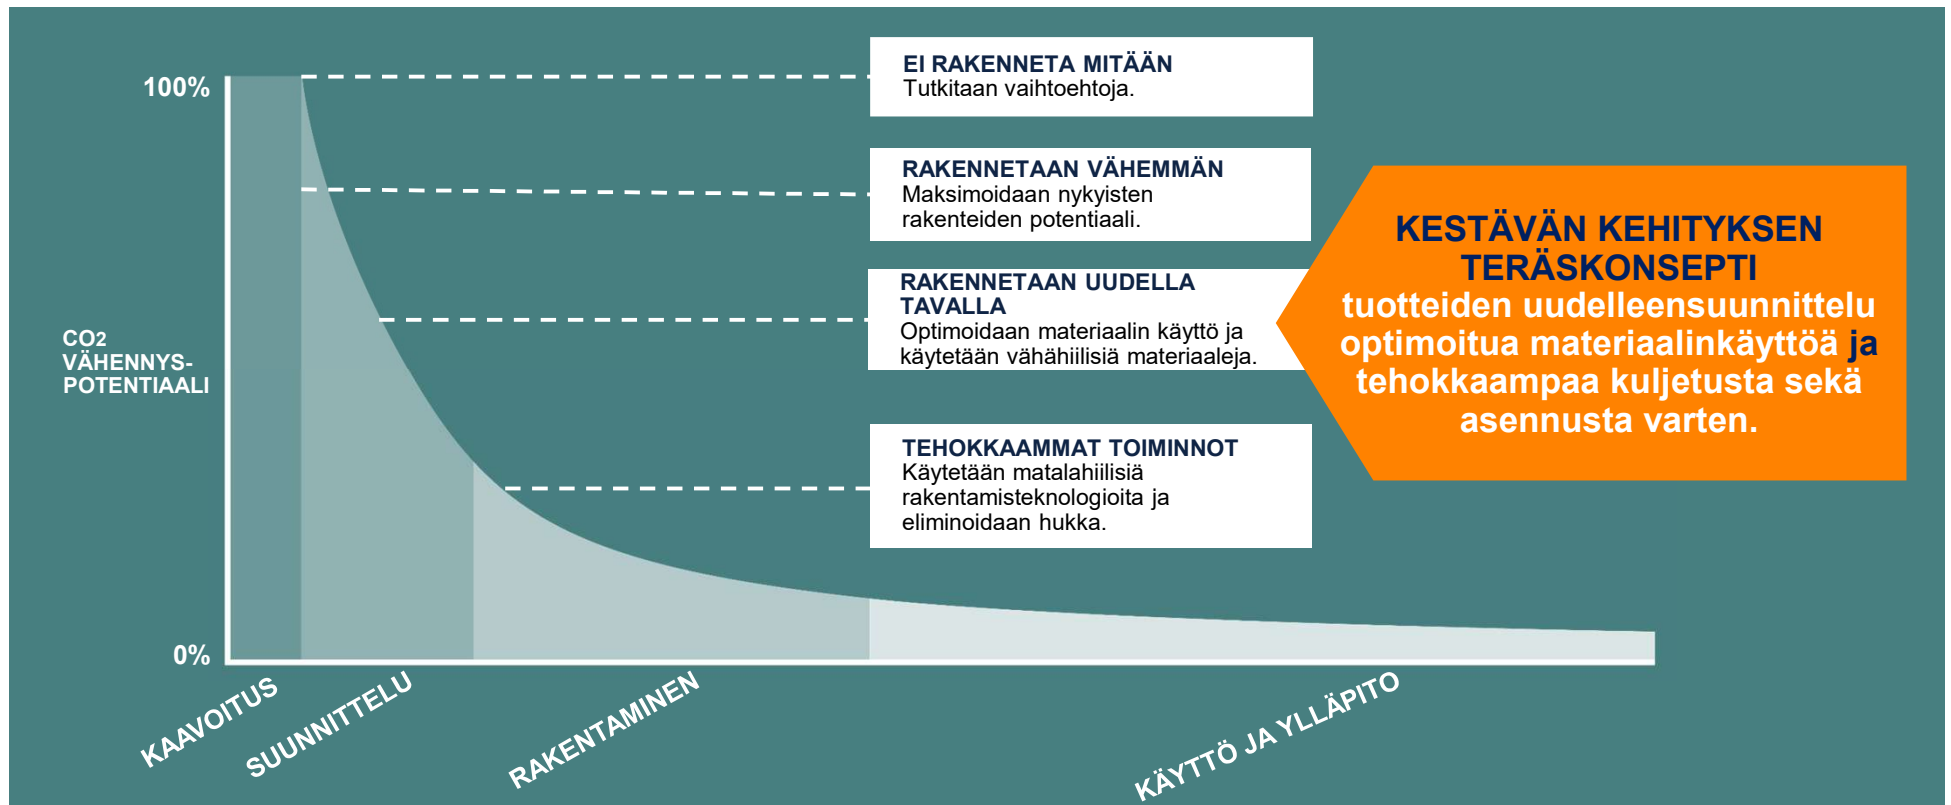 100%
CO2
VÄHENNYS-
POTENTIAALI
0%
EI RAKENNETA MITÄÄN
Tutkitaan vaihtoehtoja.
RAKENNETAAN VÄHEMMÄN
Maksimoidaan nykyisten
rakenteiden potentiaali.
RAKENNETAAN UUDELLA
TAVALLA
Optimoidaan materiaalin käyttö ja
käytetään vähähiilisiä materiaaleja.
TEHOKKAAMMAT TOIMINNOT
Käytetään matalahiilisiä
rakentamisteknologioita ja
eliminoidaan hukka.
KESTÄVÄN KEHITYKSEN
TERÄSKONSEPTI
tuotteiden uudelleensuunnittelu
optimoitua materiaalinkäyttöä ja
tehokkaampaa kuljetusta sekä
asennusta varten.
KAAVOITUS
SUUNNITTELU
RAKENTAMINEN
KÄYTTÖ JA YLLÄPITO